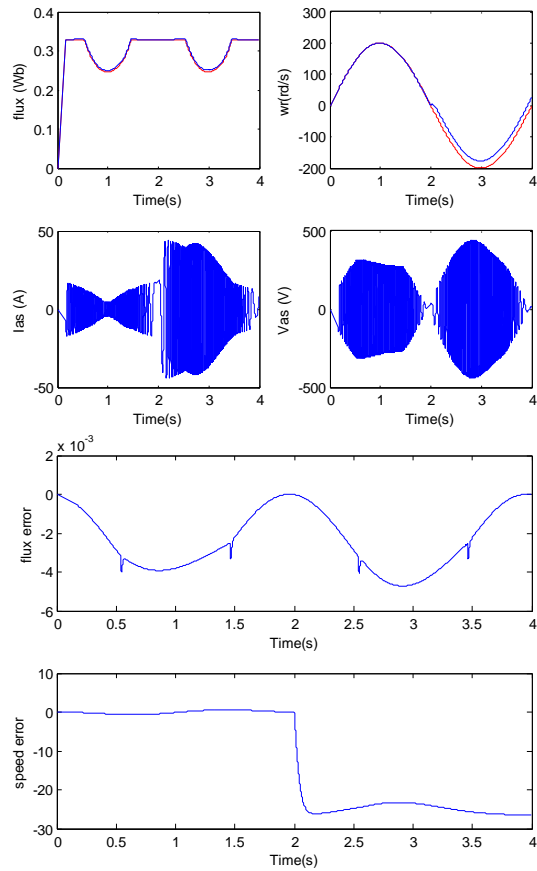 flux (Wb)
0.4
0.3
0.2
0.1
0
0 1 2 3 4
Time(s)
wr(rd/s)
300
200
100
0
-100
-200
0 1 2 3 4
Time(s)
Ias (A)
50
0
-50
0 1 2 3 4
Time(s)
Vas (V)
500
0
-500
0 1 2 3 4
Time(s)
x 10^-3
flux error
2
0
-2
-4
-6
0 0.5 1 1.5 2 2.5 3 3.5 4
Time(s)
speed error
10
0
-10
-20
-30
0 0.5 1 1.5 2 2.5 3 3.5 4
Time(s)